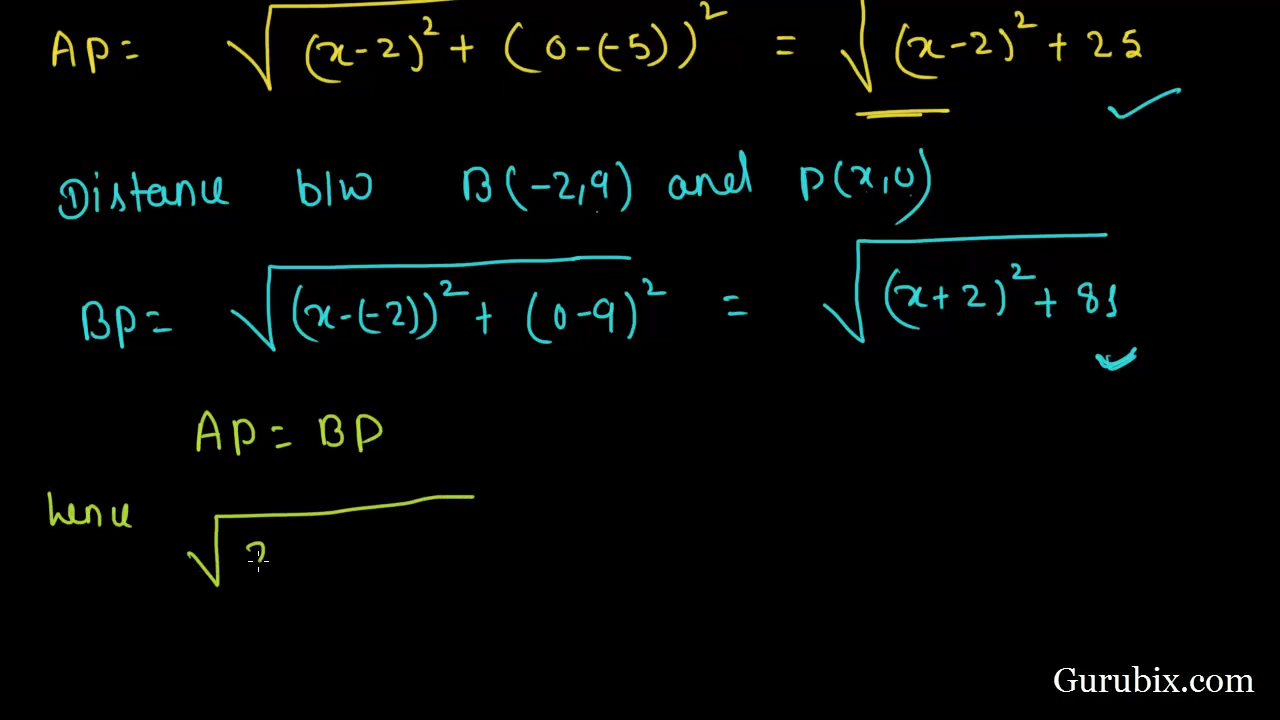 AP = √(x-2)² + (0-(-5))² = √(x-2)² + 25
Distance b/w B(-2,9) and P(x,0)
BP = √(x-(-2))² + (0-9)² = √(x+2)² + 81
AP = BP
hence √
Gurubix.com